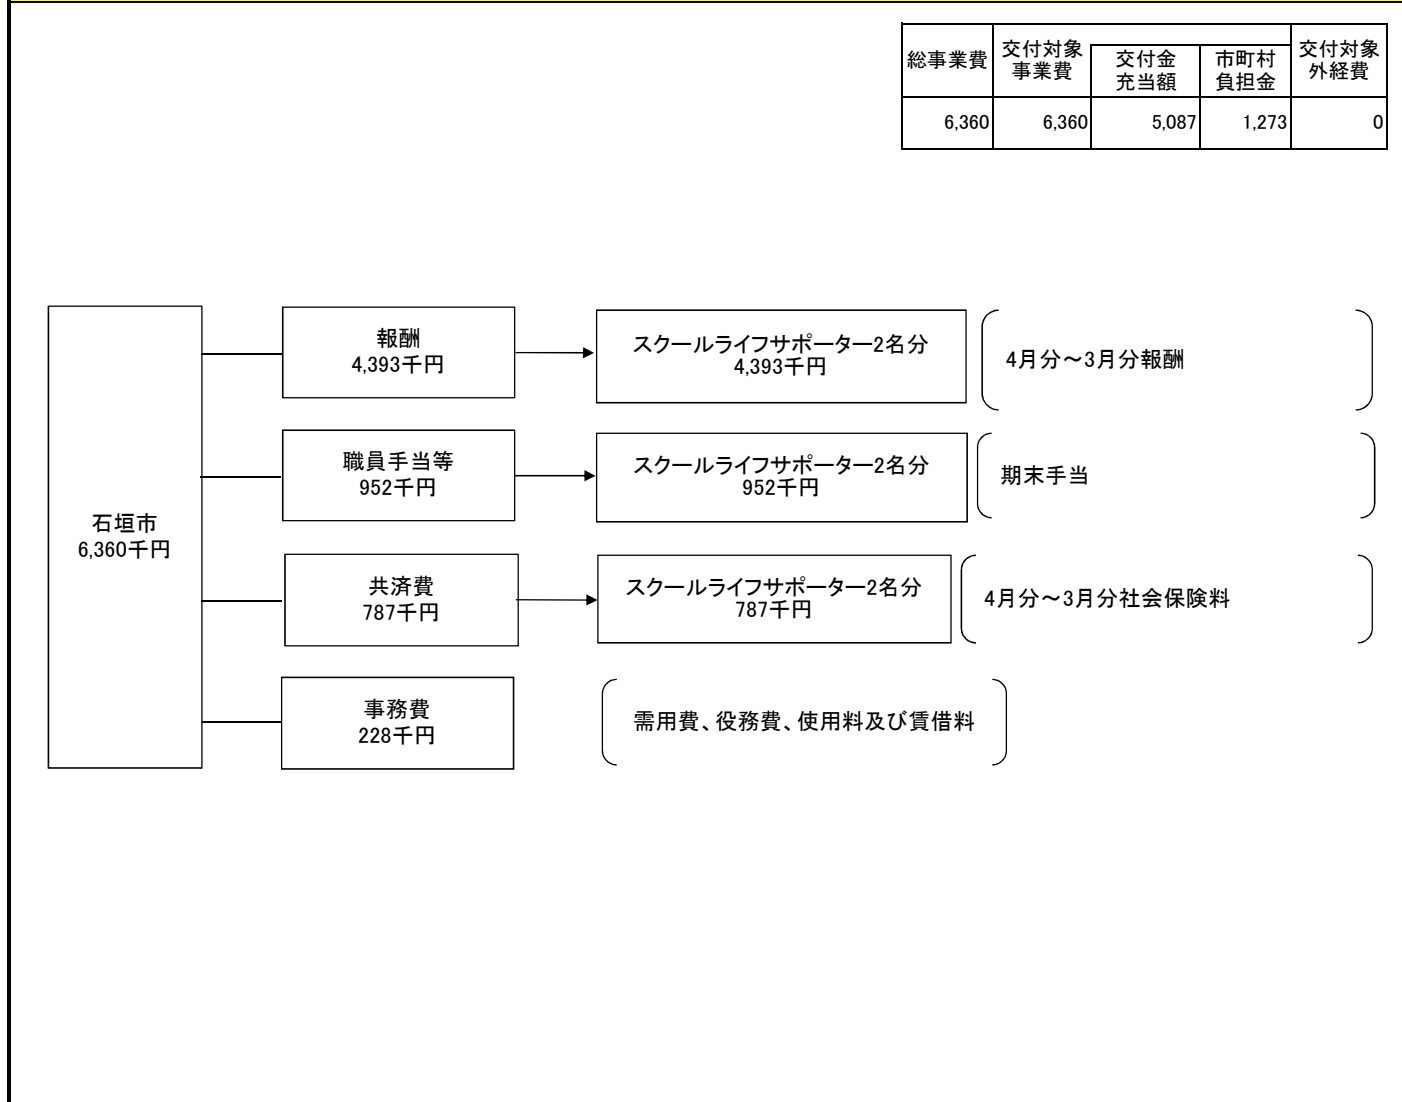 総事業費
交付対象
事業費
交付金
充当額
市町村
負担金
交付対象
外経費
6,360 6,360 5,087 1,273 0
石垣市
6,360千円
報酬
4,393千円
スクールライフサポーター2名分
4,393千円
4月分～3月分報酬
職員手当等
952千円
スクールライフサポーター2名分
952千円
期末手当
共済費
787千円
スクールライフサポーター2名分
787千円
4月分～3月分社会保険料
事務費
228千円
需用費、役務費、使用料及び賃借料